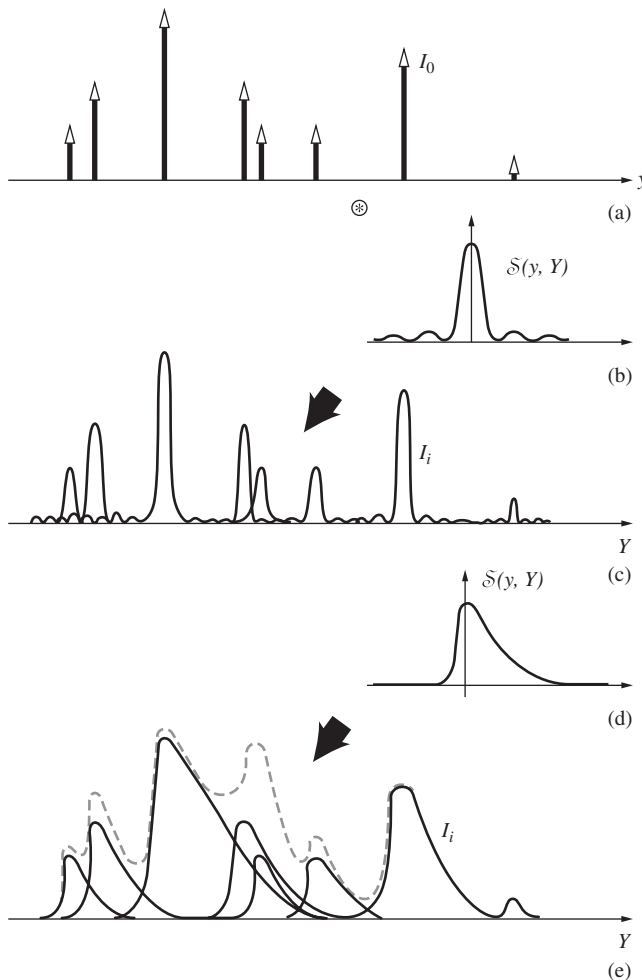 I₀
y
⊛
(a)
𝒮(y, Y)
(b)
Iᵢ
Y
(c)
𝒮(y, Y)
(d)
Iᵢ
Y
(e)